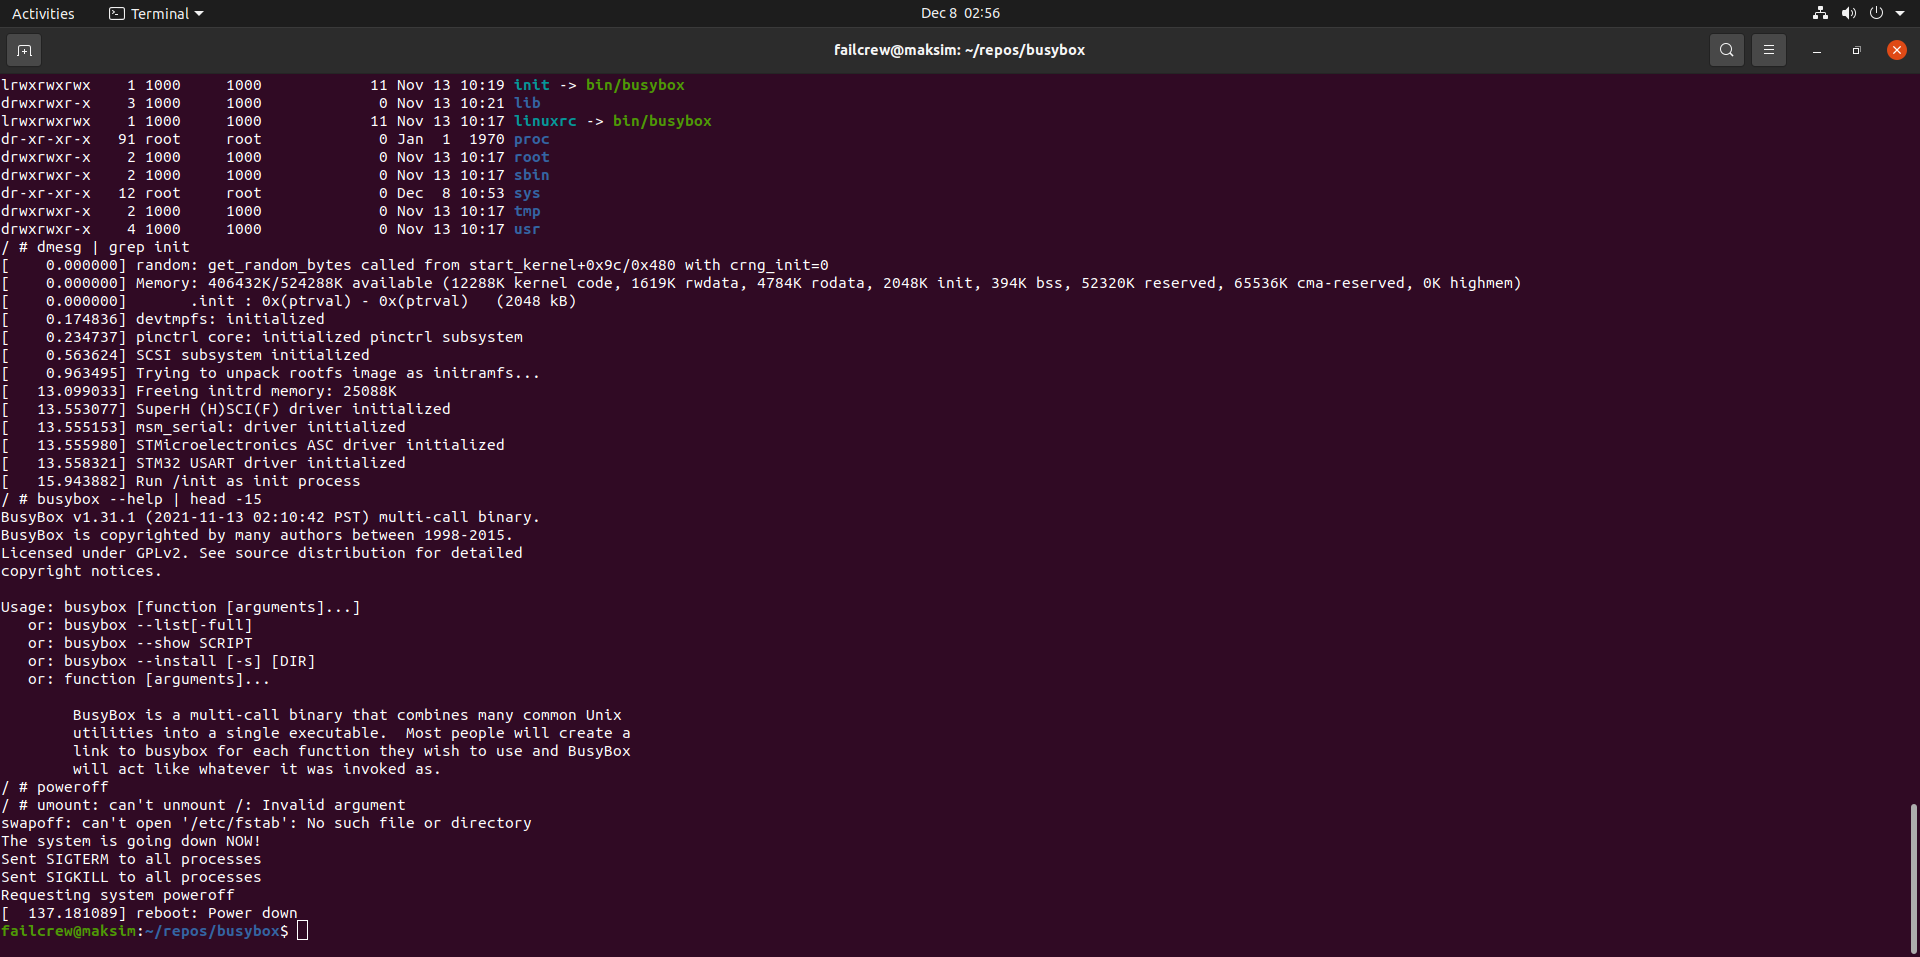 Activities Terminal Dec 8 02:56
failcrew@maksim: ~/repos/busybox
lrwxrwxrwx    1 1000     1000            11 Nov 13 10:19 init -> bin/busybox
drwxrwxr-x    3 1000     1000             0 Nov 13 10:21 lib
lrwxrwxrwx    1 1000     1000            11 Nov 13 10:17 linuxrc -> bin/busybox
dr-xr-xr-x   91 root     root             0 Jan  1  1970 proc
drwxrwxr-x    2 1000     1000             0 Nov 13 10:17 root
drwxrwxr-x    2 1000     1000             0 Nov 13 10:17 sbin
dr-xr-xr-x   12 root     root             0 Dec  8 10:53 sys
drwxrwxr-x    2 1000     1000             0 Nov 13 10:17 tmp
drwxrwxr-x    4 1000     1000             0 Nov 13 10:17 usr
/ # dmesg | grep init
[    0.000000] random: get_random_bytes called from start_kernel+0x9c/0x480 with crng_init=0
[    0.000000] Memory: 406432K/524288K available (12288K kernel code, 1619K rwdata, 4784K rodata, 2048K init, 394K bss, 52320K reserved, 65536K cma-reserved, 0K highmem)
[    0.000000]       .init : 0x(ptrval) - 0x(ptrval)   (2048 kB)
[    0.174836] devtmpfs: initialized
[    0.234737] pinctrl core: initialized pinctrl subsystem
[    0.563624] SCSI subsystem initialized
[    0.963495] Trying to unpack rootfs image as initramfs...
[   13.099033] Freeing initrd memory: 25088K
[   13.553077] SuperH (H)SCI(F) driver initialized
[   13.555153] msm_serial: driver initialized
[   13.555980] STMicroelectronics ASC driver initialized
[   13.558321] STM32 USART driver initialized
[   15.943882] Run /init as init process
/ # busybox --help | head -15
BusyBox v1.31.1 (2021-11-13 02:10:42 PST) multi-call binary.
BusyBox is copyrighted by many authors between 1998-2015.
Licensed under GPLv2. See source distribution for detailed
copyright notices.
Usage: busybox [function [arguments]...]
   or: busybox --list[-full]
   or: busybox --show SCRIPT
   or: busybox --install [-s] [DIR]
   or: function [arguments]...
        BusyBox is a multi-call binary that combines many common Unix
        utilities into a single executable.  Most people will create a
        link to busybox for each function they wish to use and BusyBox
        will act like whatever it was invoked as.
/ # poweroff
/ # umount: can't unmount /: Invalid argument
swapoff: can't open '/etc/fstab': No such file or directory
The system is going down NOW!
Sent SIGTERM to all processes
Sent SIGKILL to all processes
Requesting system poweroff
[  137.181089] reboot: Power down
failcrew@maksim:~/repos/busybox$